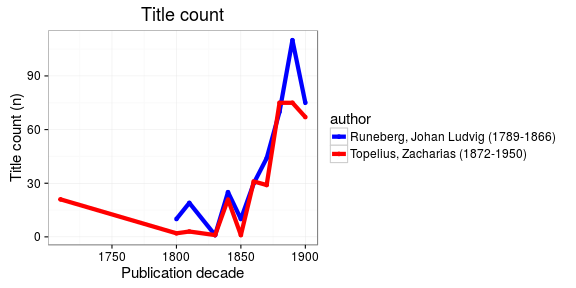 Title count
Title count (n)
90
60
30
0
1750 1800 1850 1900
Publication decade
author
Runeberg, Johan Ludvig (1789-1866)
Topelius, Zacharias (1872-1950)